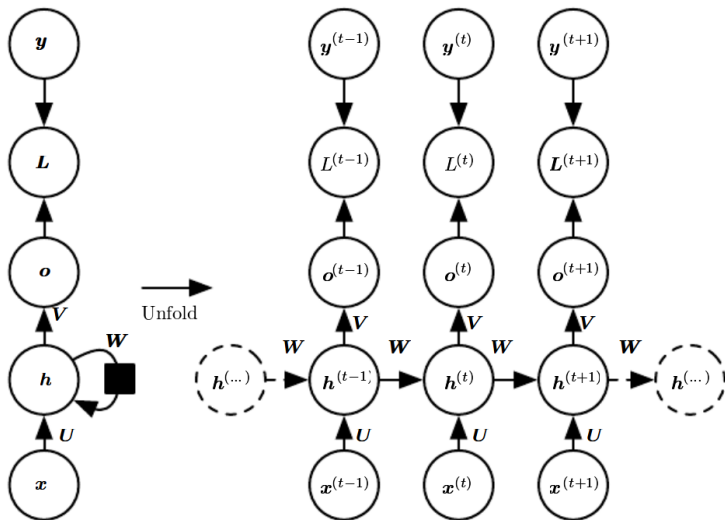 y y^{(t-1)} y^{(t)} y^{(t+1)}
L L^{(t-1)} L^{(t)} L^{(t+1)}
o o^{(t-1)} o^{(t)} o^{(t+1)}
Unfold
V V V V
W W W W W
h h^{(...)} h^{(t-1)} h^{(t)} h^{(t+1)} h^{(...)}
U U U U
x x^{(t-1)} x^{(t)} x^{(t+1)}